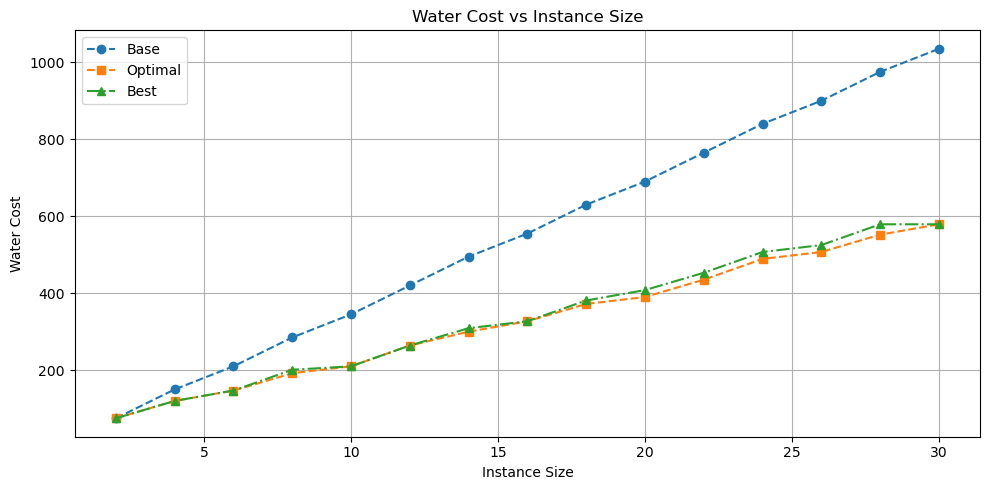 Water Cost vs Instance Size
Base
Optimal
Best
Water Cost
1000
800
600
400
200
5 10 15 20 25 30
Instance Size